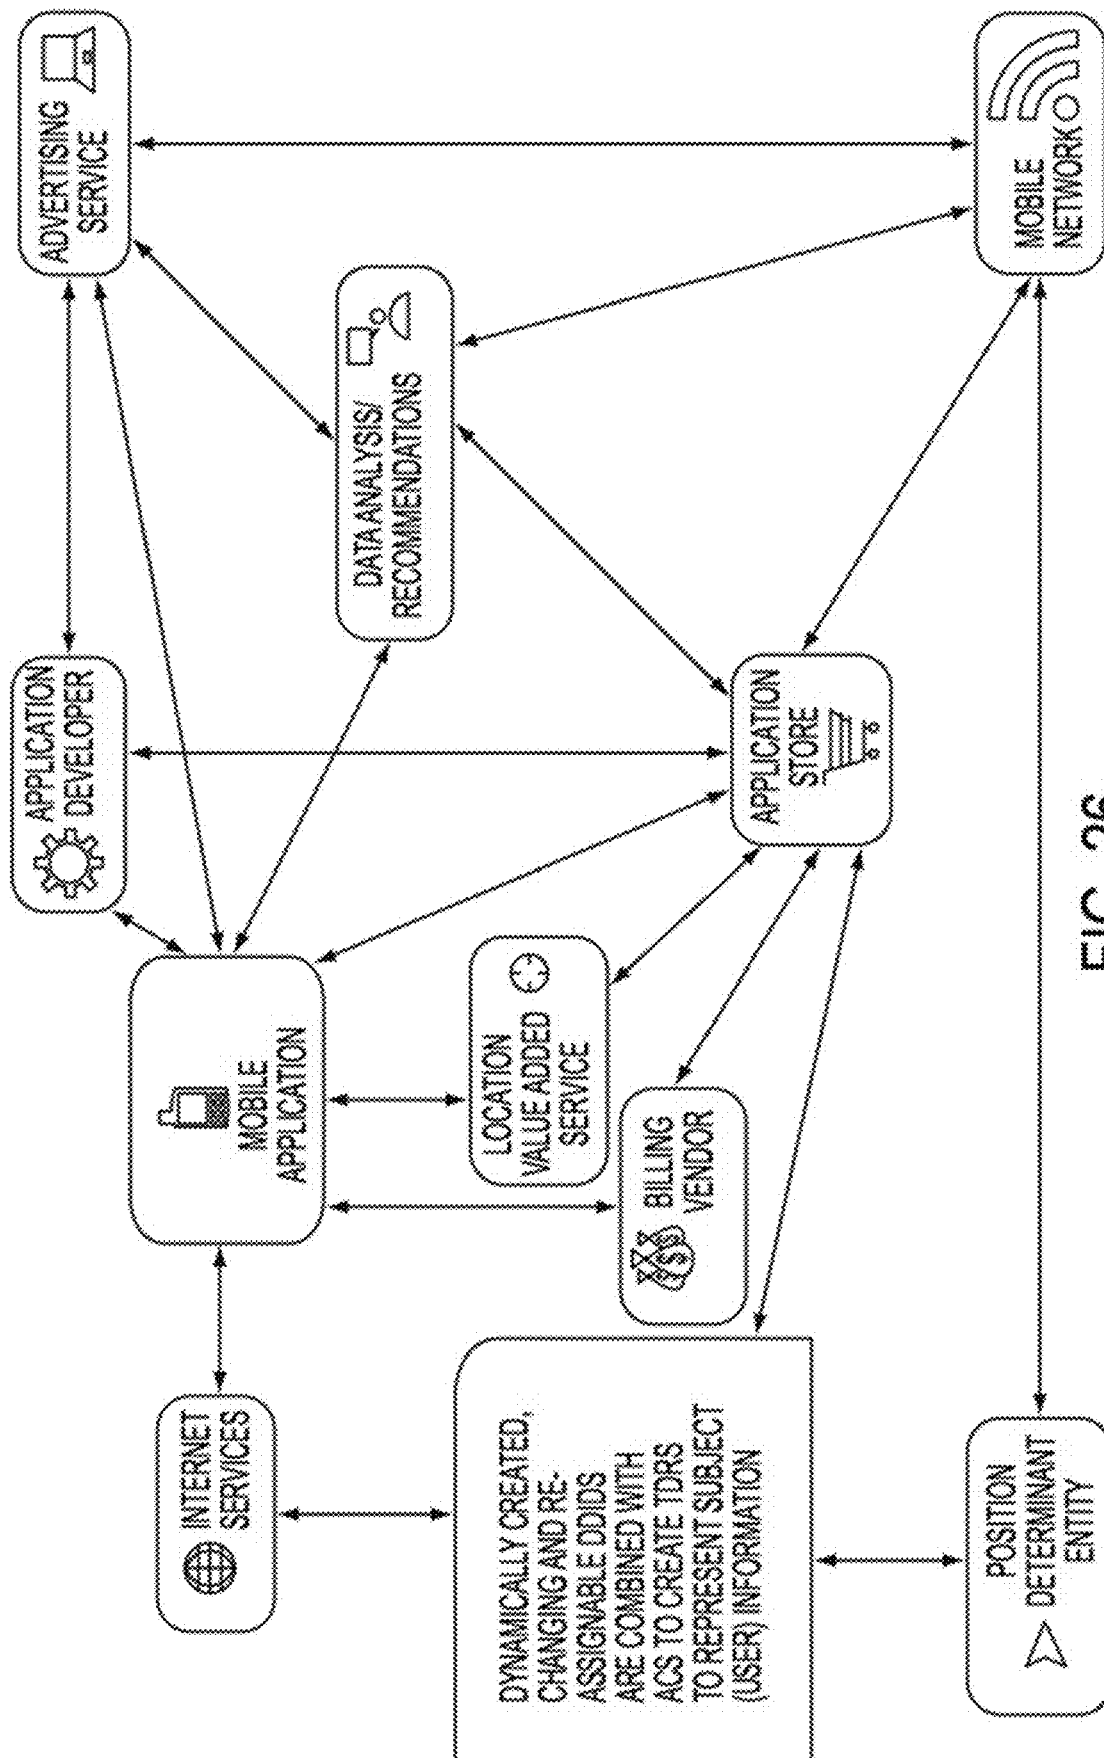 APPLICATION
DEVELOPER
ADVERTISING
SERVICE
INTERNET
SERVICES
MOBILE
APPLICATION
DATA ANALYSIS/
RECOMMENDATIONS
LOCATION
VALUE ADDED
SERVICE
DYNAMICALLY CREATED,
CHANGING AND RE-
ASSIGNABLE DDIDS
ARE COMBINED WITH
ACS TO CREATE TDRS
TO REPRESENT SUBJECT
(USER) INFORMATION
BILLING
VENDOR
APPLICATION
STORE
POSITION
DETERMINANT
ENTITY
MOBILE
NETWORK
FIG. 26